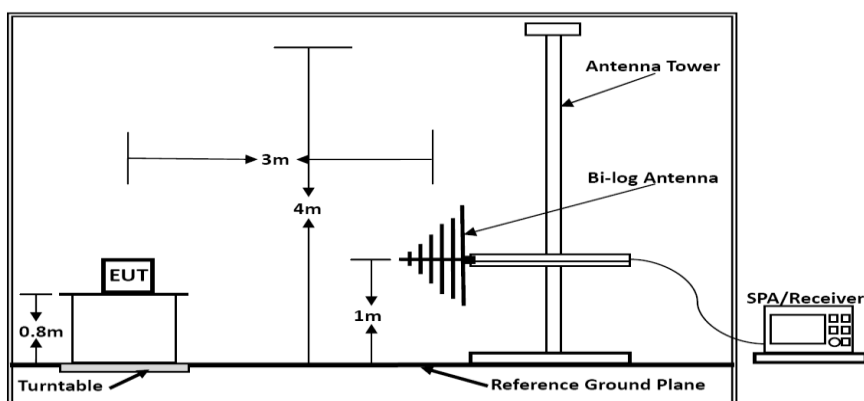 Antenna Tower
3m
Bi-log Antenna
4m
EUT
SPA/Receiver
0.8m
1m
Turntable
Reference Ground Plane